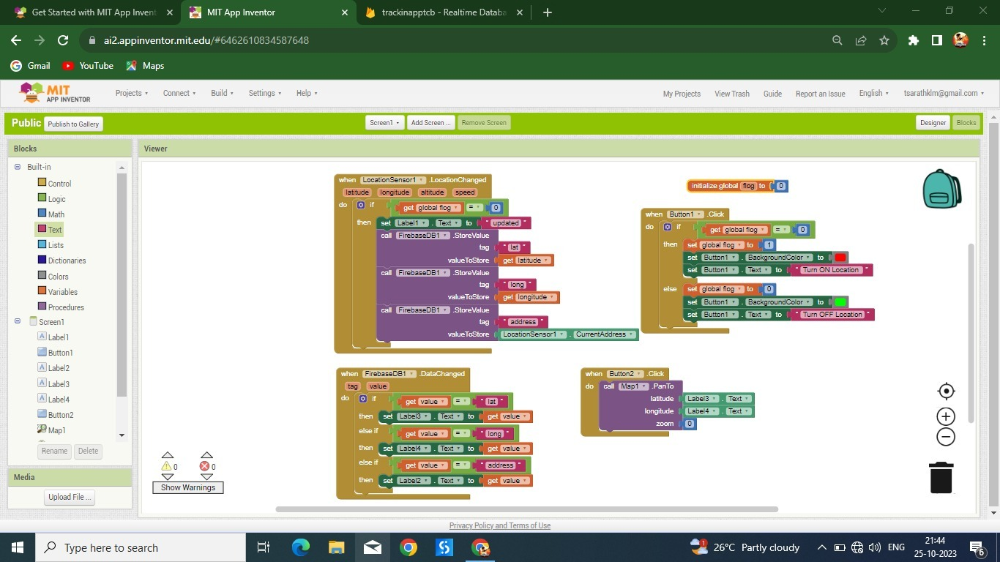 Get Started with MIT App Invent
MIT App Inventor
trackinapptcb - Realtime Databa
ai2.appinventor.mit.edu/#6462610834587648
Gmail
YouTube
Maps
MIT
APP INVENTOR
Projects
Connect
Build
Settings
Help
My Projects
View Trash
Guide
Report an Issue
English
tsarathklm@gmail.com
Public
Publish to Gallery
Screen1
Add Screen ...
Remove Screen
Designer
Blocks
Blocks
Viewer
Built-in
Control
Logic
Math
Text
Lists
Dictionaries
Colors
Variables
Procedures
Screen1
Label1
Button1
Label2
Label3
Label4
Button2
Map1
Rename
Delete
Media
Upload File ...
when LocationSensor1 .LocationChanged
latitude longitude altitude speed
do if get global flog = 0
then set Label1 . Text to " updated "
call FirebaseDB1 .StoreValue
tag " lat "
valueToStore get latitude
call FirebaseDB1 .StoreValue
tag " long "
valueToStore get longitude
call FirebaseDB1 .StoreValue
tag " address "
valueToStore LocationSensor1 . CurrentAddress
initialize global flog to 0
when Button1 .Click
do if get global flog = 0
then set global flog to 1
set Button1 . BackgroundColor to
set Button1 . Text to " Turn ON Location "
else set global flog to 0
set Button1 . BackgroundColor to
set Button1 . Text to " Turn OFF Location "
when FirebaseDB1 .DataChanged
tag value
do if get value = " lat "
then set Label3 . Text to get value
else if get value = " long "
then set Label4 . Text to get value
else if get value = " address "
then set Label2 . Text to get value
when Button2 .Click
do call Map1 .PanTo
latitude Label3 . Text
longitude Label4 . Text
zoom 0
0
0
Show Warnings
Privacy Policy and Terms of Use
Type here to search
1
26°C Partly cloudy
ENG
21:44
25-10-2023
6